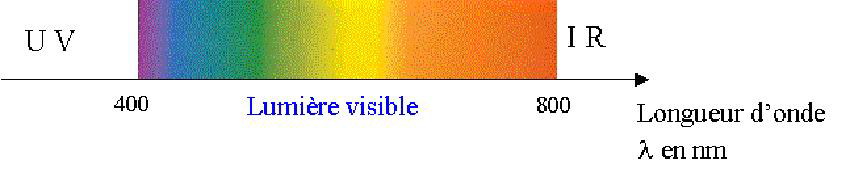 U V
I R
400
Lumière visible
800
Longueur d'onde
λ en nm